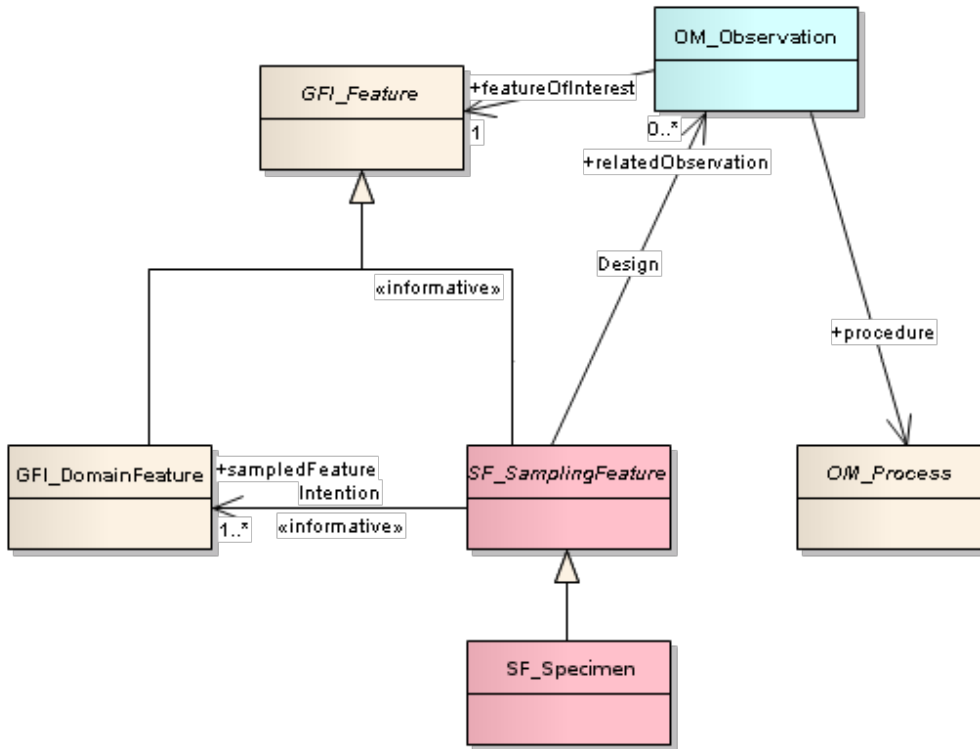 OM_Observation
GFI_Feature
+featureOfInterest
1
0..*
+relatedObservation
Design
«informative»
+procedure
GFI_DomainFeature
+sampledFeature
Intention
1..*
«informative»
SF_SamplingFeature
OM_Process
SF_Specimen